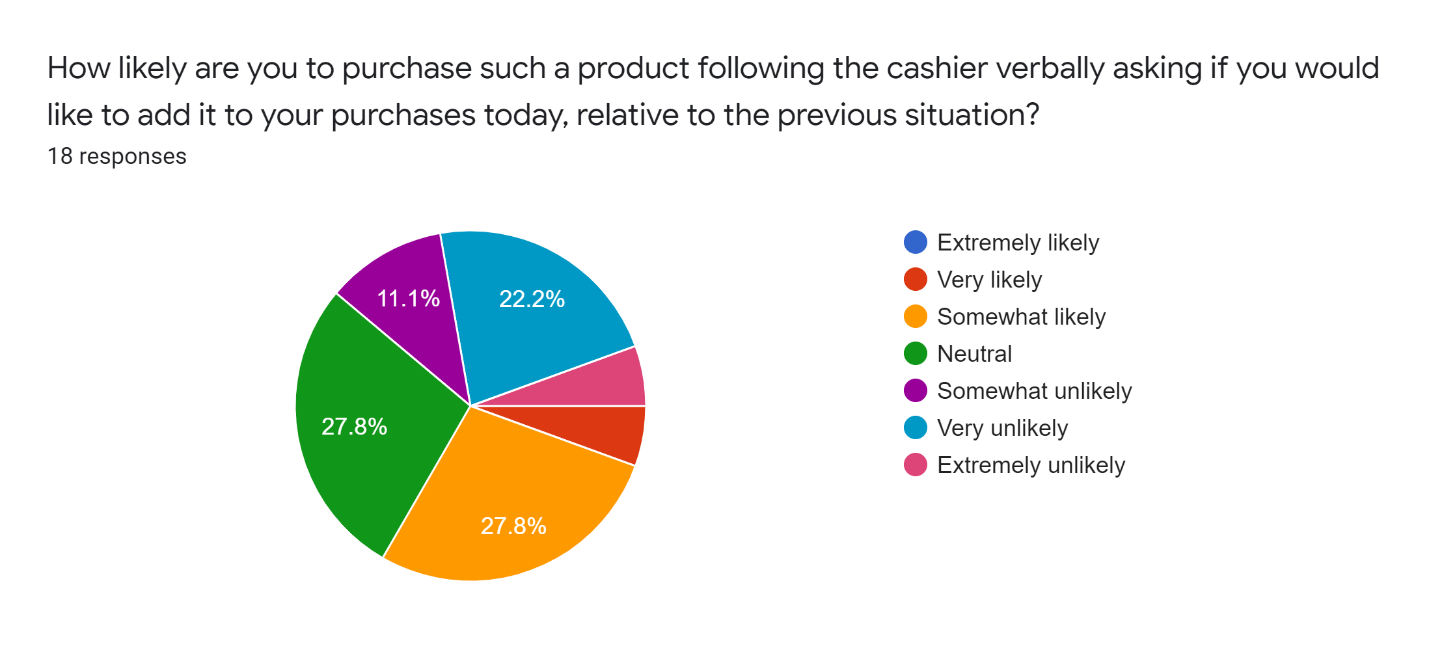 How likely are you to purchase such a product following the cashier verbally asking if you would
like to add it to your purchases today, relative to the previous situation?
18 responses
11.1%
22.2%
27.8%
27.8%
Extremely likely
Very likely
Somewhat likely
Neutral
Somewhat unlikely
Very unlikely
Extremely unlikely